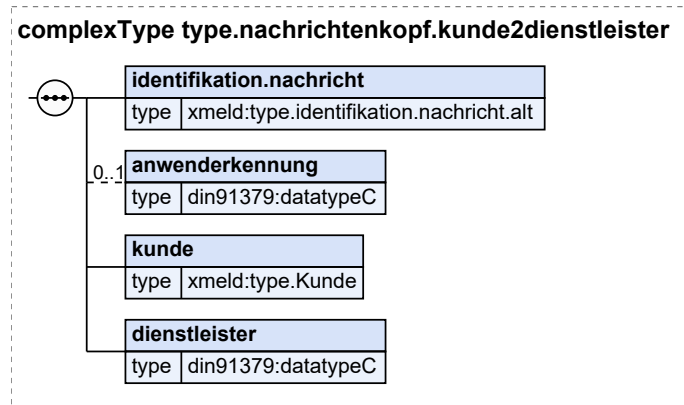 complexType type.nachrichtenkopf.kunde2dienstleister
identifikation.nachricht
type xmeld:type.identifikation.nachricht.alt
0..1
anwenderkennung
type din91379:datatypeC
kunde
type xmeld:type.Kunde
dienstleister
type din91379:datatypeC